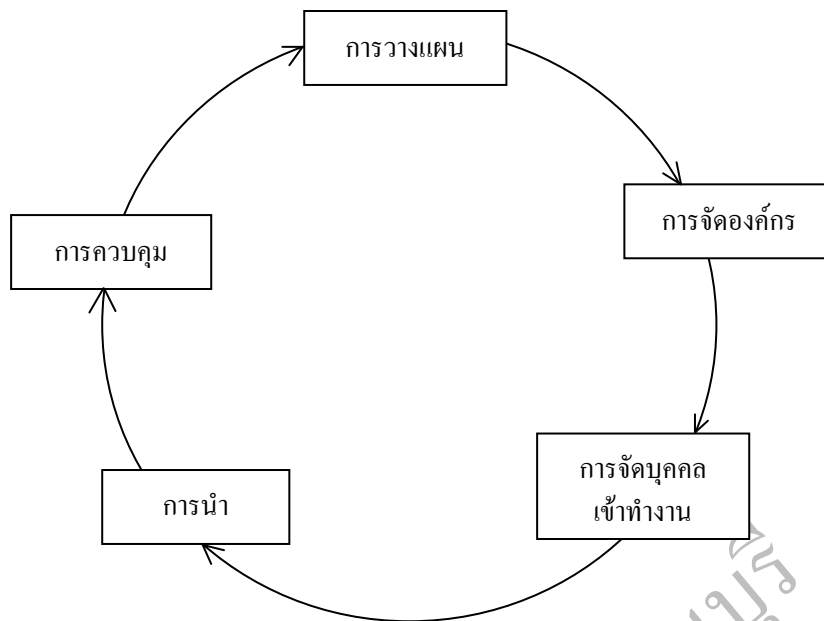 การวางแผน
การจัดองค์กร
การควบคุม
การจัดบุคคล
เข้าทำงาน
การนำ